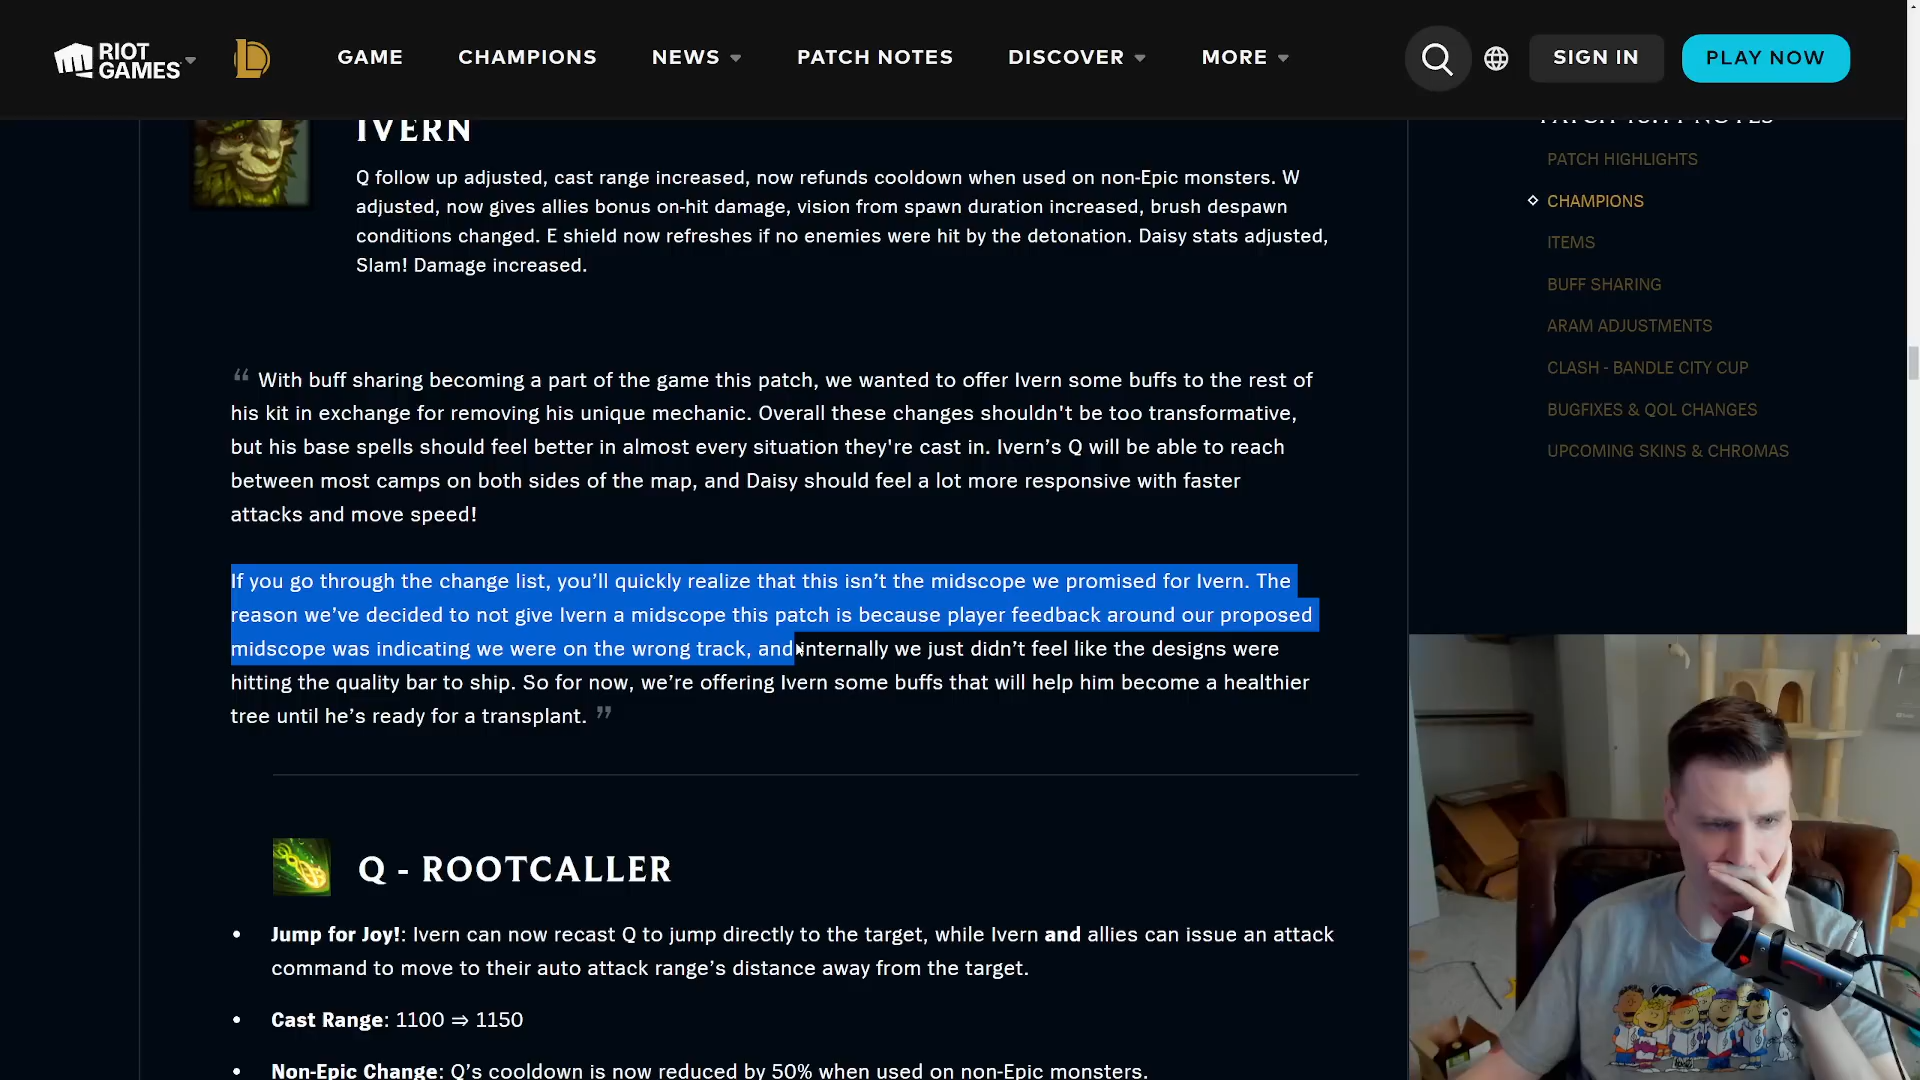 RIOT
GAMES
GAME
CHAMPIONS
NEWS
PATCH NOTES
DISCOVER
MORE
SIGN IN
PLAY NOW
IVERN
Q follow up adjusted, cast range increased, now refunds cooldown when used on non-Epic monsters. W
adjusted, now gives allies bonus on-hit damage, vision from spawn duration increased, brush despawn
conditions changed. E shield now refreshes if no enemies were hit by the detonation. Daisy stats adjusted,
Slam! Damage increased.
“ With buff sharing becoming a part of the game this patch, we wanted to offer Ivern some buffs to the rest of
his kit in exchange for removing his unique mechanic. Overall these changes shouldn't be too transformative,
but his base spells should feel better in almost every situation they're cast in. Ivern’s Q will be able to reach
between most camps on both sides of the map, and Daisy should feel a lot more responsive with faster
attacks and move speed!
If you go through the change list, you’ll quickly realize that this isn’t the midscope we promised for Ivern. The
reason we’ve decided to not give Ivern a midscope this patch is because player feedback around our proposed
midscope was indicating we were on the wrong track, and internally we just didn’t feel like the designs were
hitting the quality bar to ship. So for now, we’re offering Ivern some buffs that will help him become a healthier
tree until he’s ready for a transplant. ”
Q - ROOTCALLER
• Jump for Joy!: Ivern can now recast Q to jump directly to the target, while Ivern and allies can issue an attack
command to move to their auto attack range’s distance away from the target.
• Cast Range: 1100 ⇒ 1150
• Non-Epic Change: Q’s cooldown is now reduced by 50% when used on non-Epic monsters.
NOTES
PATCH HIGHLIGHTS
CHAMPIONS
ITEMS
BUFF SHARING
ARAM ADJUSTMENTS
CLASH - BANDLE CITY CUP
BUGFIXES & QOL CHANGES
UPCOMING SKINS & CHROMAS